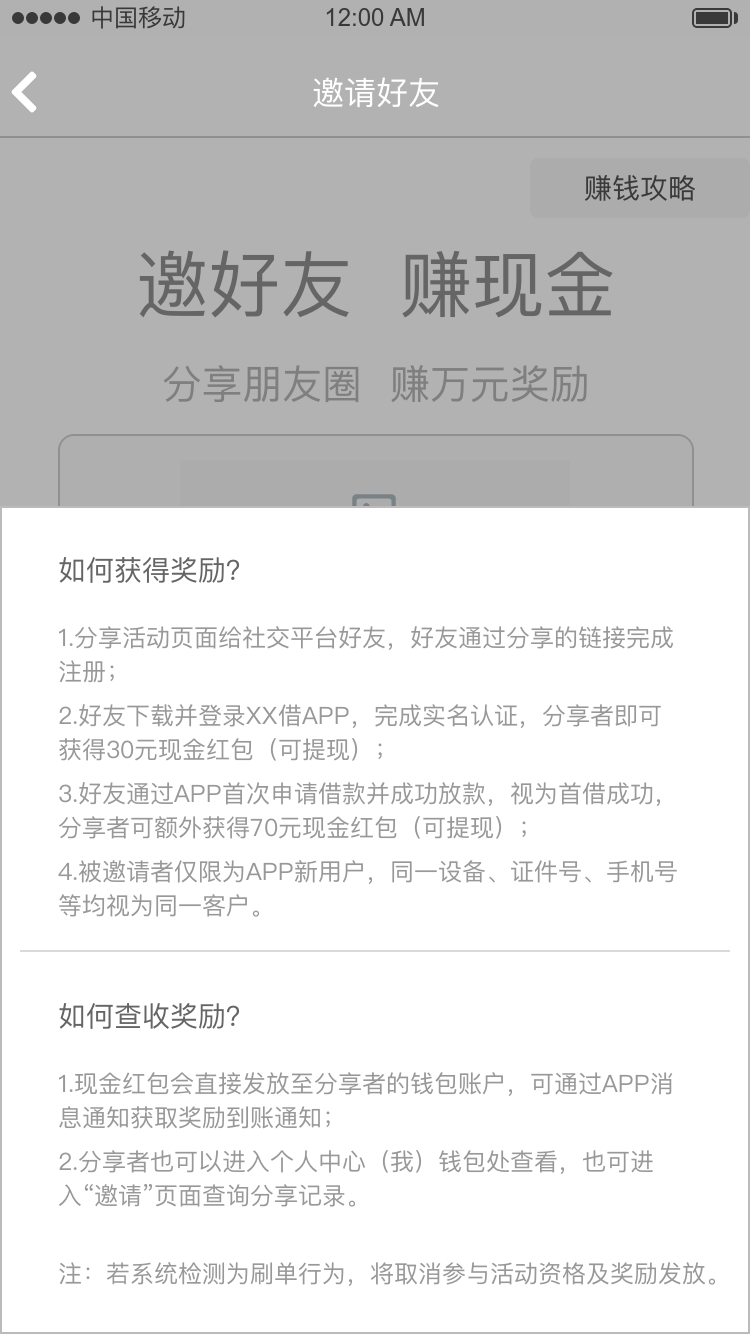 中国移动 12:00 AM
邀请好友
赚钱攻略
邀好友 赚现金
分享朋友圈 赚万元奖励
如何获得奖励?
1.分享活动页面给社交平台好友，好友通过分享的链接完成
注册；
2.好友下载并登录XX借APP，完成实名认证，分享者即可
获得30元现金红包（可提现）；
3.好友通过APP首次申请借款并成功放款，视为首借成功，
分享者可额外获得70元现金红包（可提现）；
4.被邀请者仅限为APP新用户，同一设备、证件号、手机号
等均视为同一客户。
如何查收奖励?
1.现金红包会直接发放至分享者的钱包账户，可通过APP消
息通知获取奖励到账通知；
2.分享者也可以进入个人中心（我）钱包处查看，也可进
入“邀请”页面查询分享记录。
注：若系统检测为刷单行为，将取消参与活动资格及奖励发放。